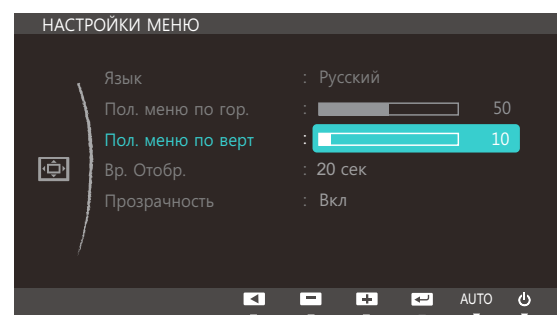 НАСТРОЙКИ МЕНЮ
Язык : Русский
Пол. меню по гор. : 50
Пол. меню по верт : 10
Вр. Отобр. : 20 сек
Прозрачность : Вкл
AUTO